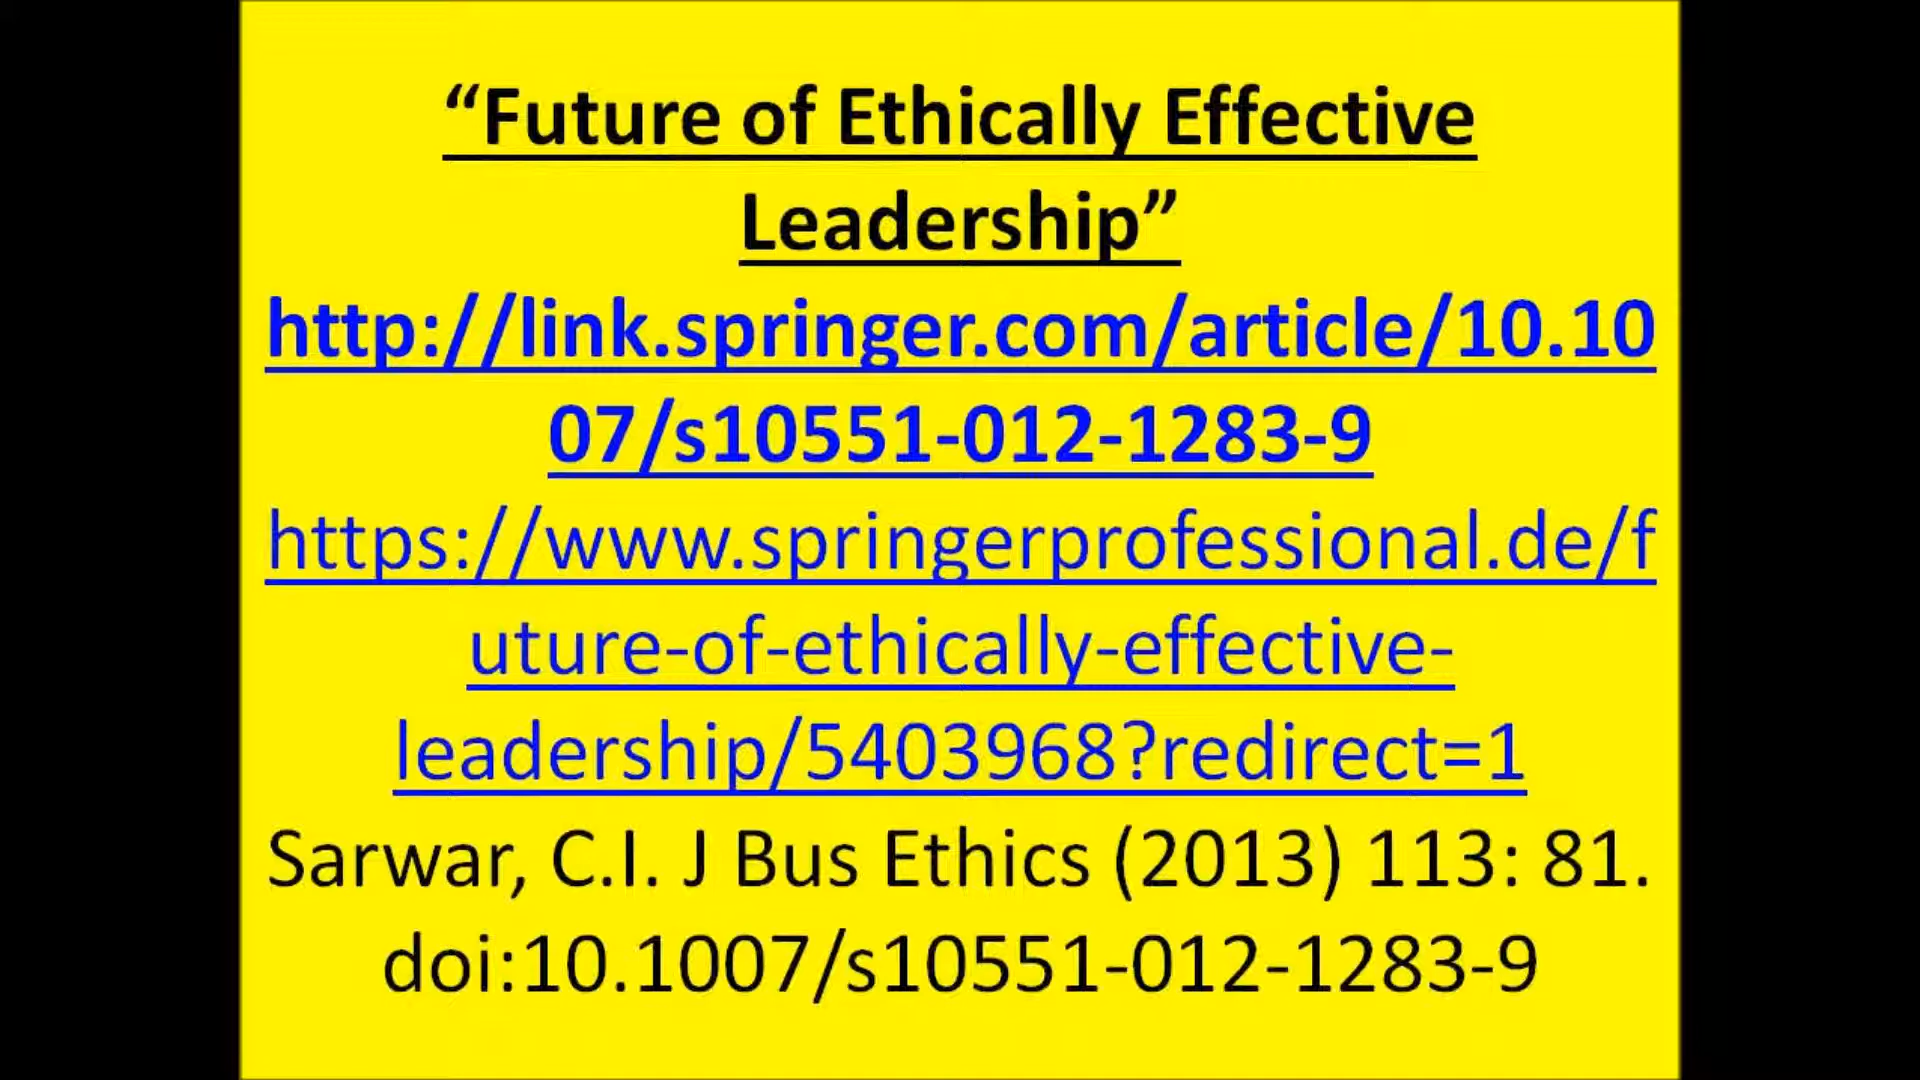 “Future of Ethically Effective
Leadership”
http://link.springer.com/article/10.10
07/s10551-012-1283-9
https://www.springerprofessional.de/f
uture-of-ethically-effective-
leadership/5403968?redirect=1
Sarwar, C.I. J Bus Ethics (2013) 113: 81.
doi:10.1007/s10551-012-1283-9